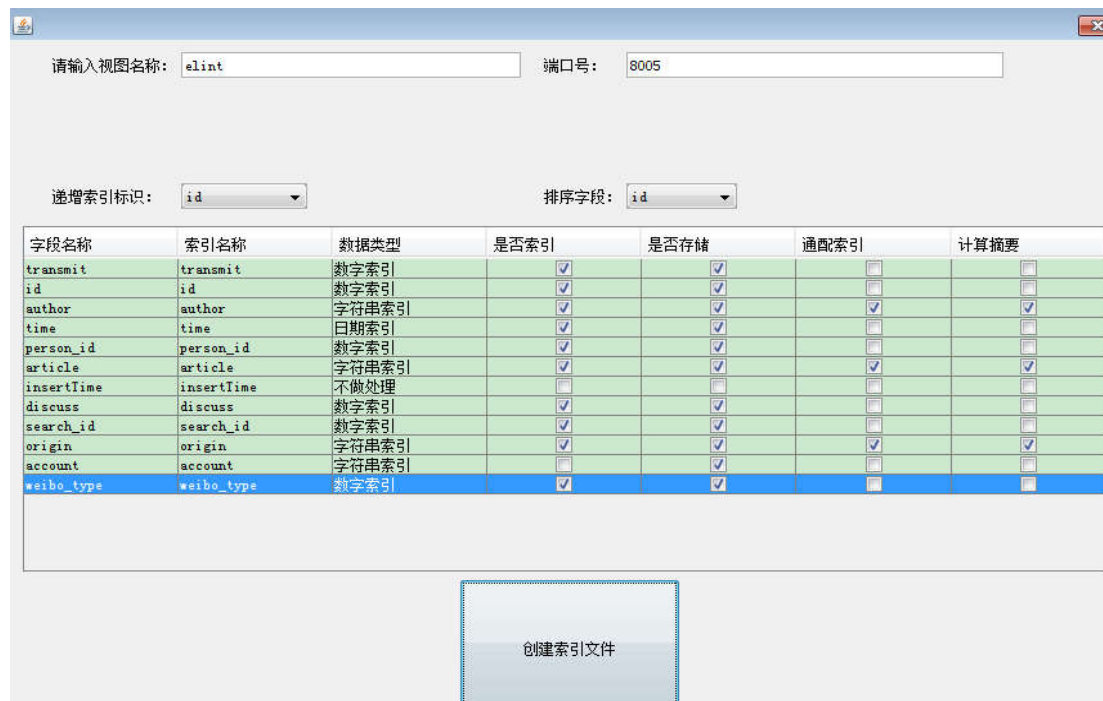 请输入视图名称： elint 端口号： 8005
递增索引标识： id 排序字段： id
字段名称 索引名称 数据类型 是否索引 是否存储 通配索引 计算摘要
transmit transmit 数字索引
id id 数字索引
author author 字符串索引
time time 日期索引
person_id person_id 数字索引
article article 字符串索引
insertTime insertTime 不做处理
discuss discuss 数字索引
search_id search_id 数字索引
origin origin 字符串索引
account account 字符串索引
weibo_type weibo_type 数字索引
创建索引文件